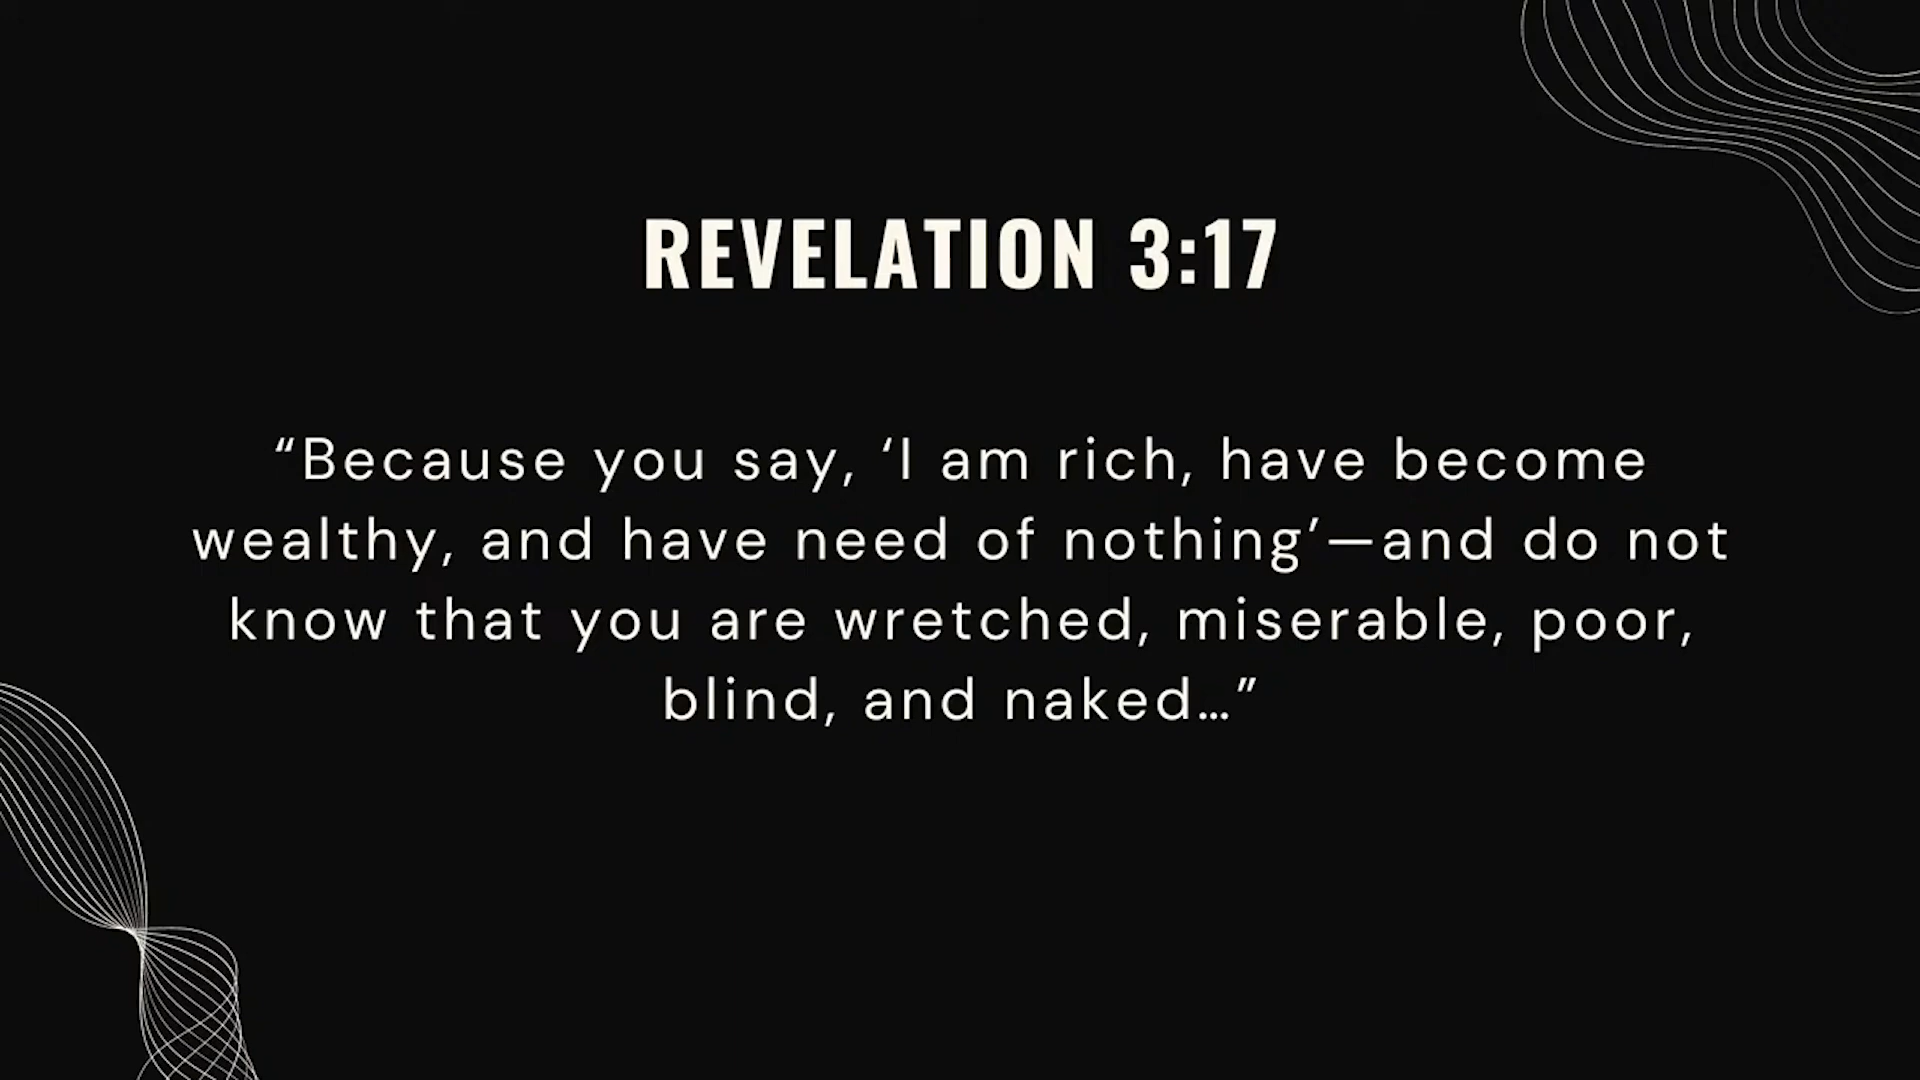 REVELATION 3:17
“Because you say, ‘I am rich, have become
wealthy, and have need of nothing’—and do not
know that you are wretched, miserable, poor,
blind, and naked…”